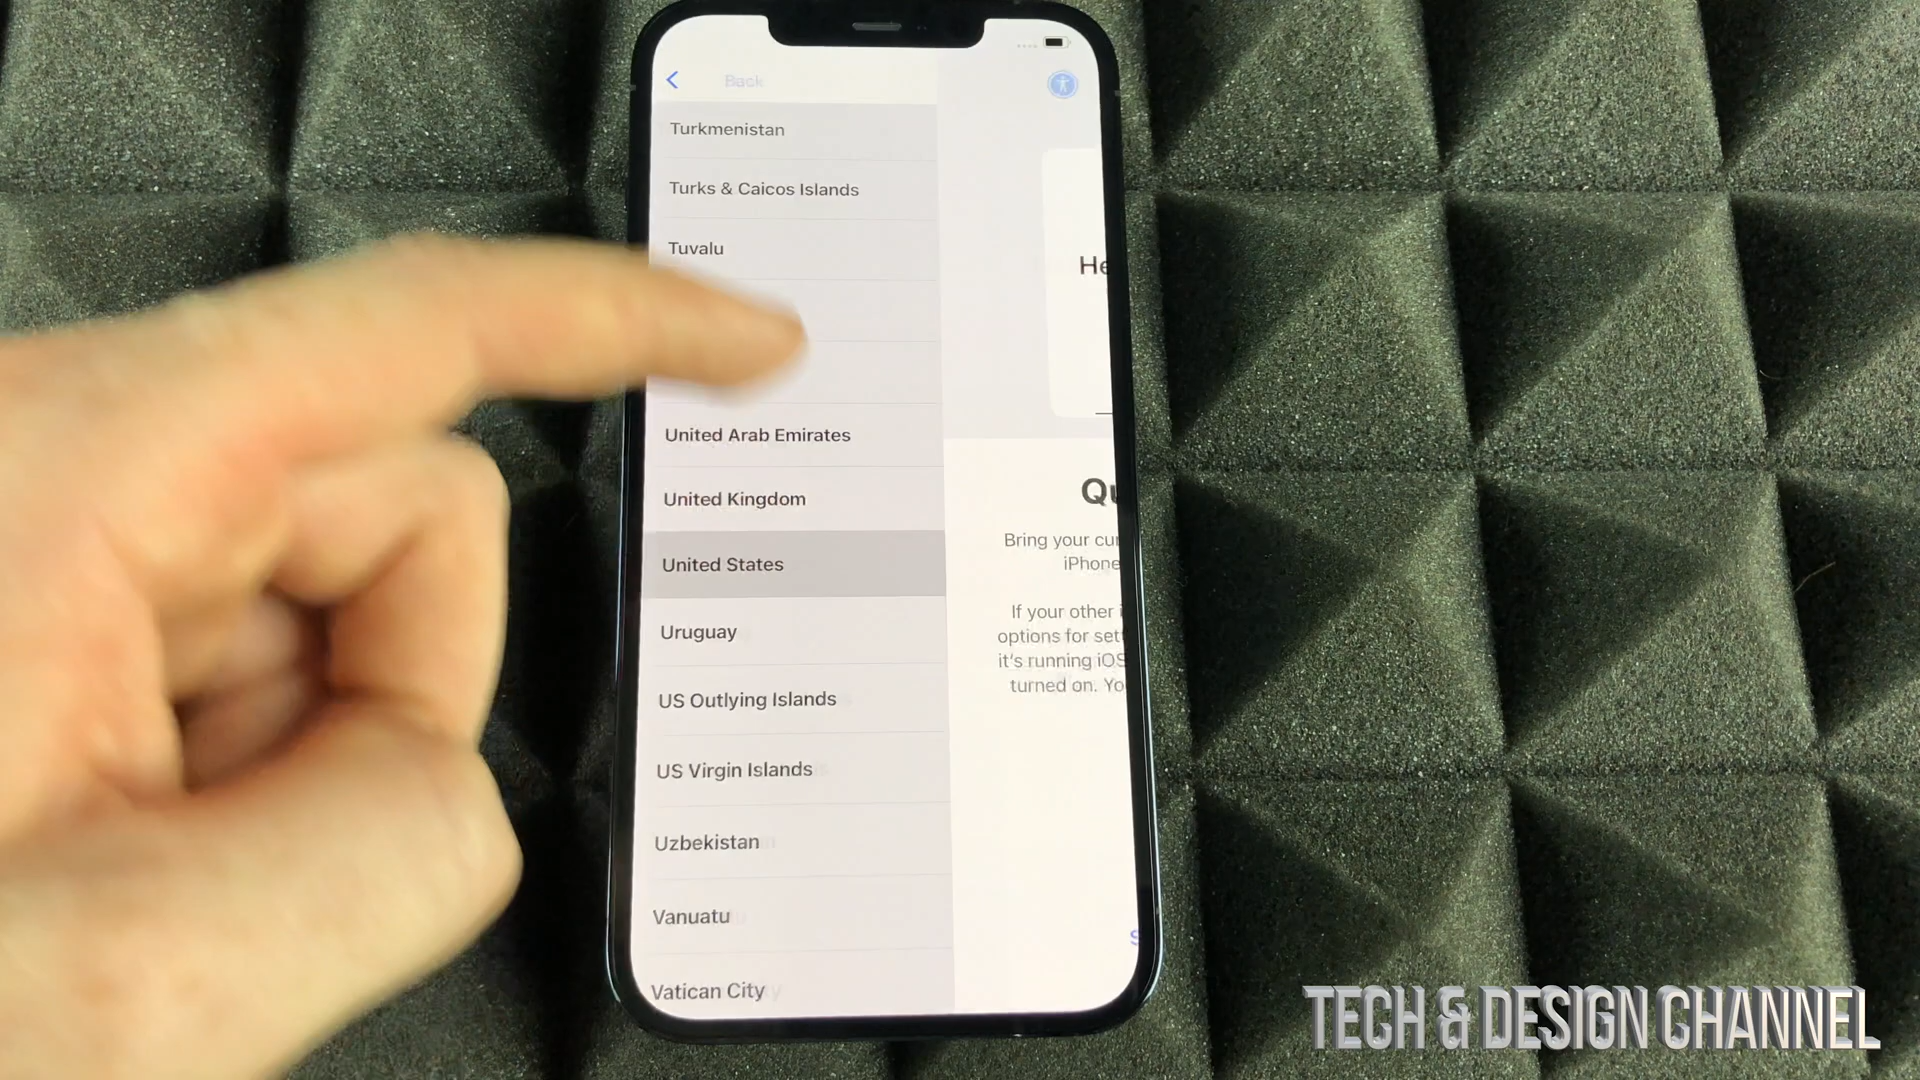 Back
Turkmenistan
Turks & Caicos Islands
Tuvalu
United Arab Emirates
United Kingdom
United States
Uruguay
US Outlying Islands
US Virgin Islands
Uzbekistan
Vanuatu
Vatican City
He
Qu
Bring your cu
iPhone
If your other i
options for set
it's running iOS
turned on. Yo
S
TECH & DESIGN CHANNEL